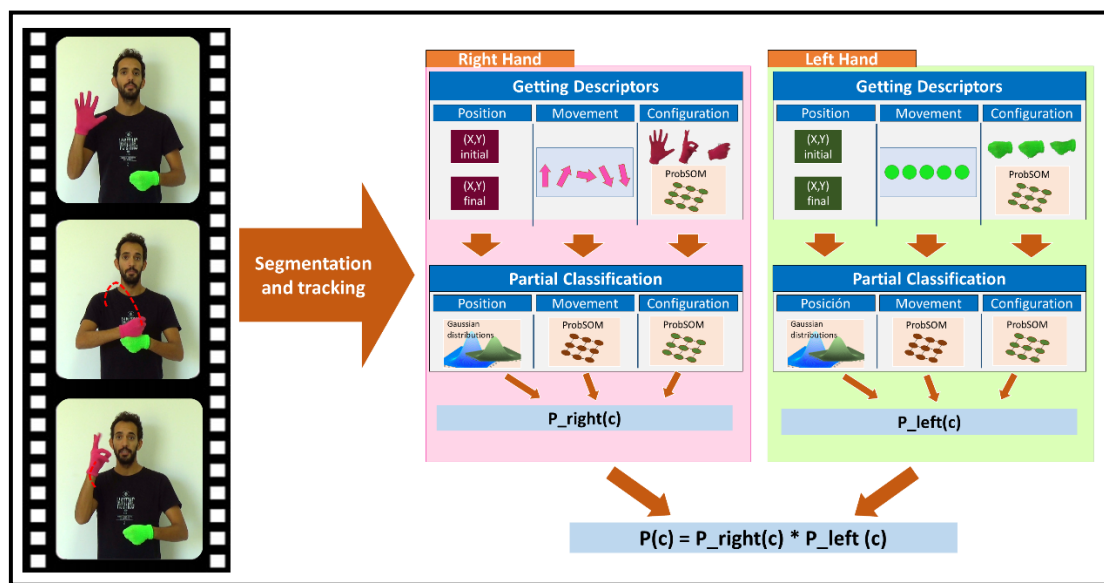 Segmentation
and tracking
Right Hand
Getting Descriptors
Position
Movement
Configuration
(X,Y)
initial
(X,Y)
final
ProbSOM
Partial Classification
Position
Movement
Configuration
Gaussian
distributions
ProbSOM
ProbSOM
P_right(c)
Left Hand
Getting Descriptors
Position
Movement
Configuration
(X,Y)
initial
(X,Y)
final
ProbSOM
Partial Classification
Posición
Movement
Configuration
Gaussian
distributions
ProbSOM
ProbSOM
P_left(c)
P(c) = P_right(c) * P_left (c)